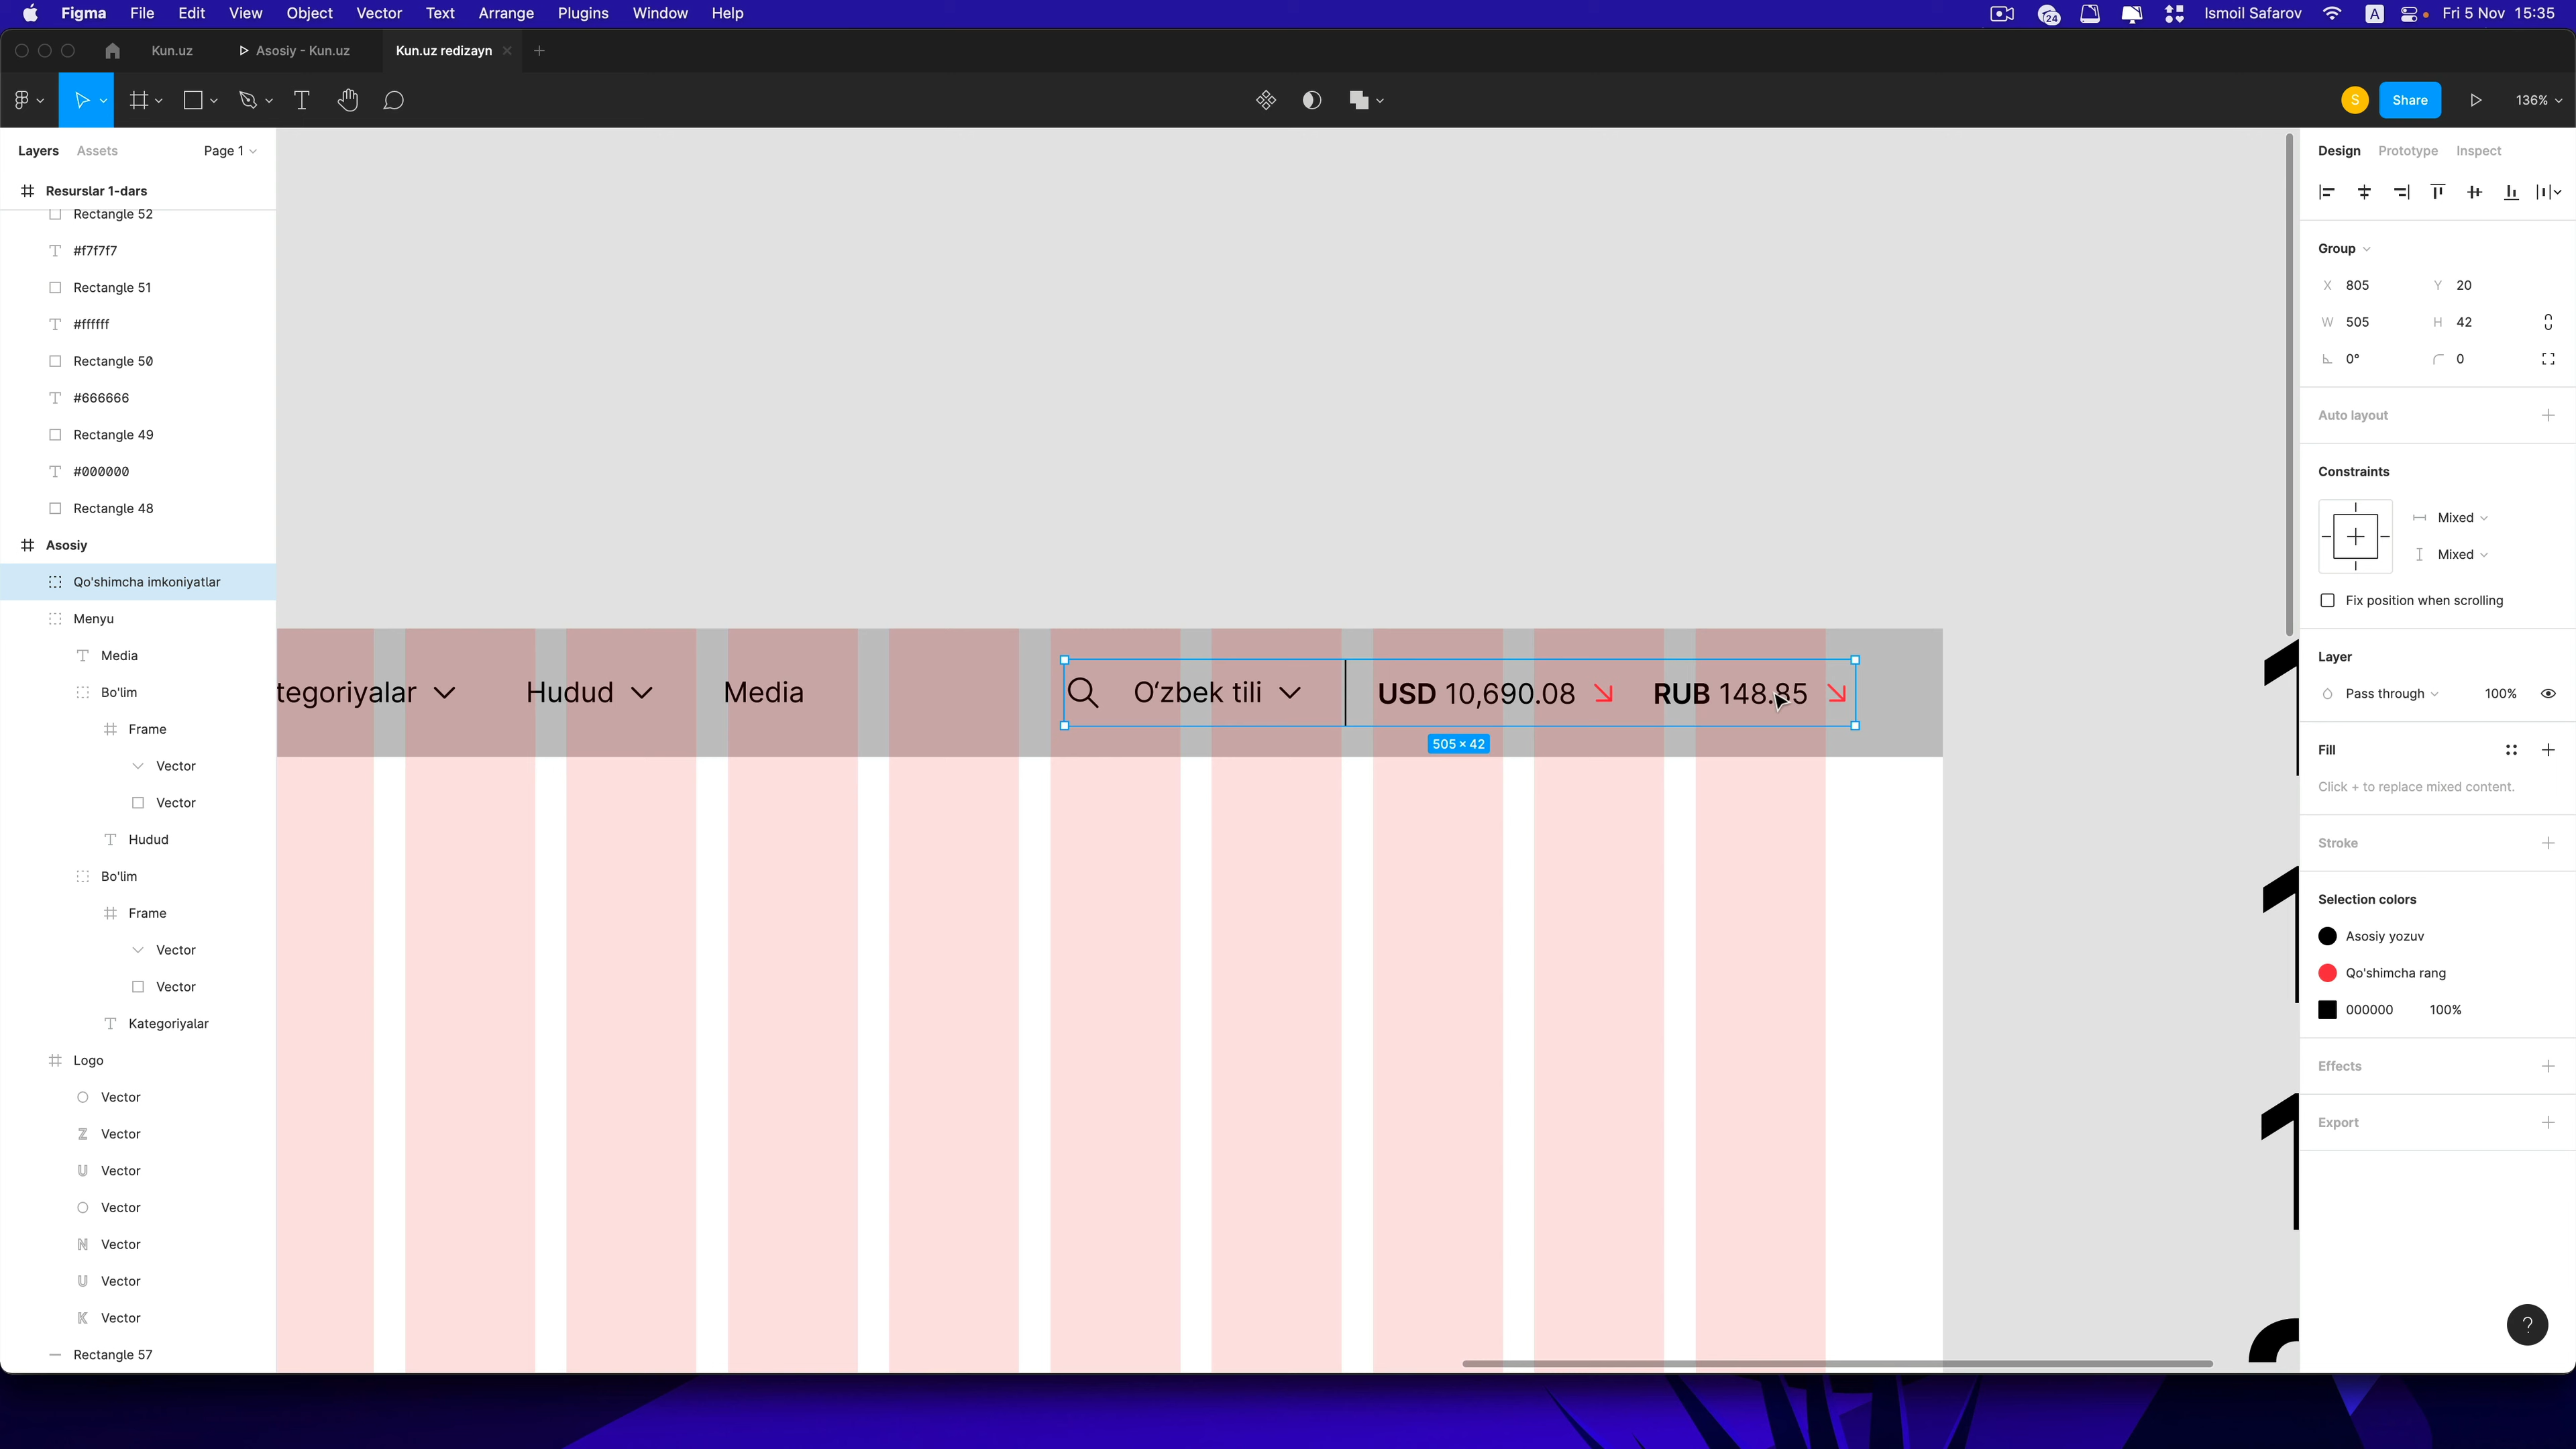 Figma File Edit View Object Vector Text Arrange Plugins Window Help 24 Ismoil Safarov A Fri 5 Nov 15:35
Kun.uz Asosiy - Kun.uz Kun.uz redizayn
S Share 136%
Layers Assets Page 1
Resurslar 1-dars
Rectangle 52
#f7f7f7
Rectangle 51
#ffffff
Rectangle 50
#666666
Rectangle 49
#000000
Rectangle 48
Asosiy
Qo'shimcha imkoniyatlar
Menyu
Media
Bo'lim
Frame
Vector
Vector
Hudud
Bo'lim
Frame
Vector
Vector
Kategoriyalar
Logo
Vector
Vector
Vector
Vector
Vector
Vector
Vector
Rectangle 57
tegoriyalar Hudud Media Oʻzbek tili USD 10,690.08 RUB 148.85
505 × 42
Design Prototype Inspect
Group
X 805 Y 20
W 505 H 42
0° 0
Auto layout
Constraints
Mixed
Mixed
Fix position when scrolling
Layer
Pass through 100%
Fill
Click + to replace mixed content.
Stroke
Selection colors
Asosiy yozuv
Qo'shimcha rang
000000 100%
Effects
Export
?